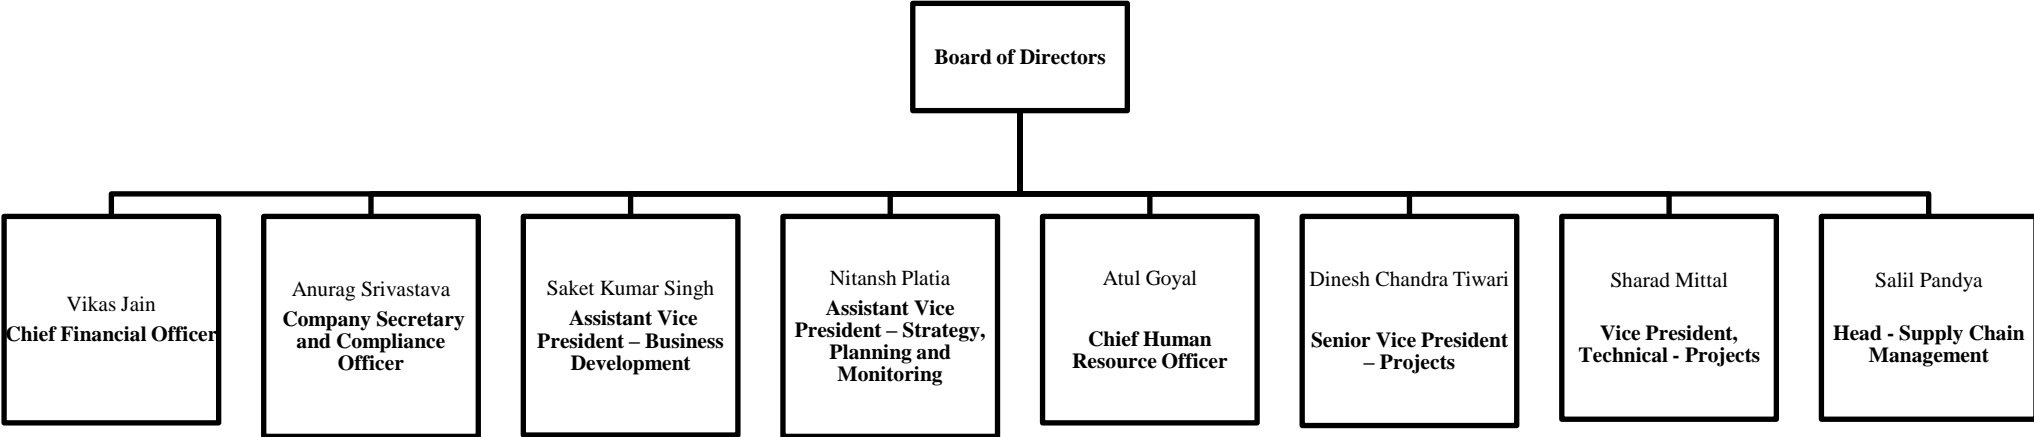 Board of Directors
Vikas Jain
Chief Financial Officer
Anurag Srivastava
Company Secretary
and Compliance
Officer
Saket Kumar Singh
Assistant Vice
President – Business
Development
Nitansh Platia
Assistant Vice
President – Strategy,
Planning and
Monitoring
Atul Goyal
Chief Human
Resource Officer
Dinesh Chandra Tiwari
Senior Vice President
– Projects
Sharad Mittal
Vice President,
Technical - Projects
Salil Pandya
Head - Supply Chain
Management